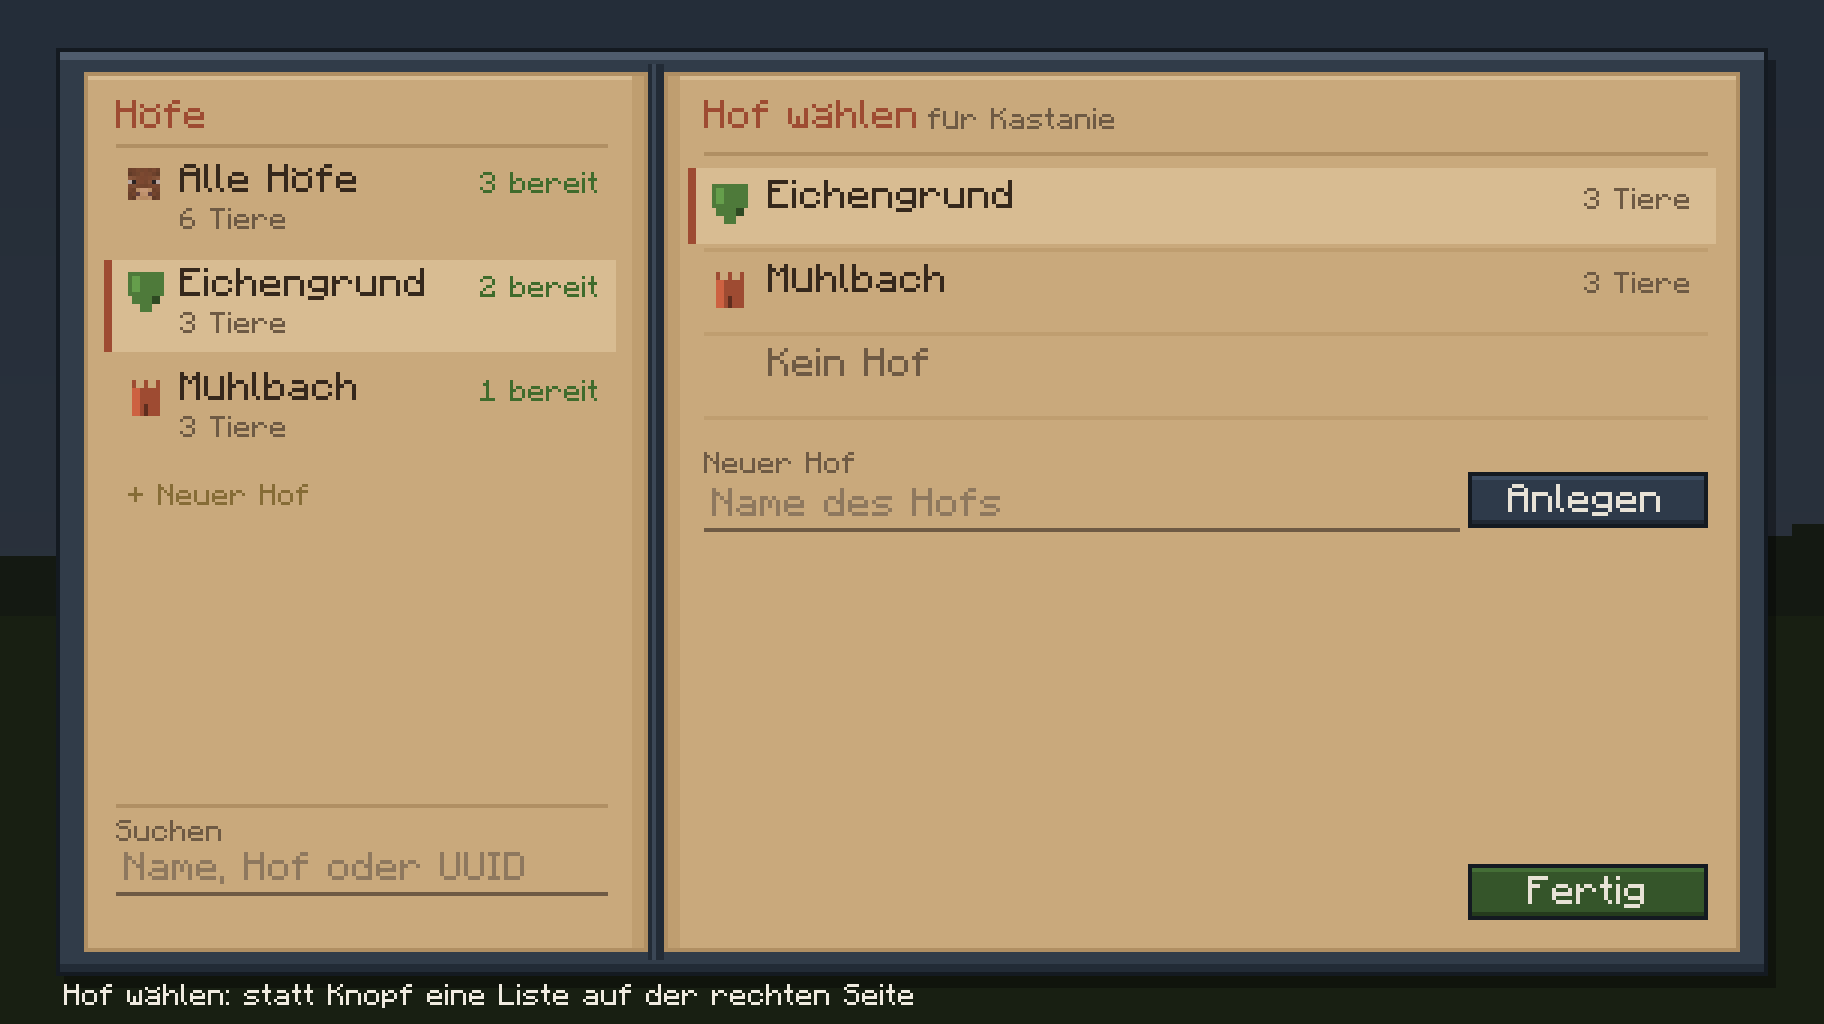 Höfe
Alle Höfe
3 bereit
6 Tiere
Eichengrund
2 bereit
3 Tiere
Mühlbach
1 bereit
3 Tiere
+ Neuer Hof
Suchen
Name, Hof oder UUID
Hof wählen für Kastanie
Eichengrund
3 Tiere
Mühlbach
3 Tiere
Kein Hof
Neuer Hof
Name des Hofs
Anlegen
Fertig
Hof wählen: statt Knopf eine Liste auf der rechten Seite